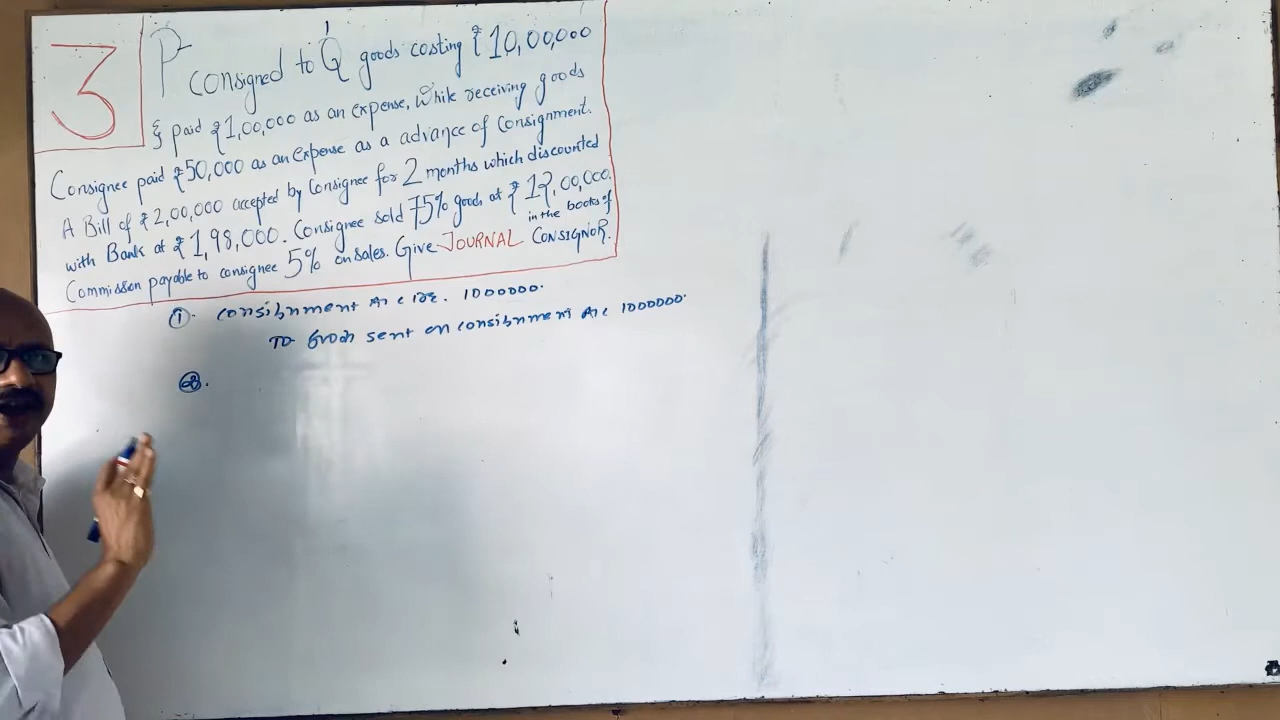 3
P consigned to Q goods costing ₹ 10,00,000
& paid ₹1,00,000 as an expense, While receiving goods
Consignee paid ₹50,000 as an expense as a advance of Consignment.
A Bill of ₹2,00,000 accepted by Consignee for 2 months which discounted
with Bank at ₹1,98,000. Consignee sold 75% goods at ₹ 12,00,000.
Commission payable to consignee 5% on sales. Give JOURNAL in the books of CONSIGNOR.
①. Consignment A/c Dr. 1000000.
To Goods sent on consignment A/c 1000000.
②.